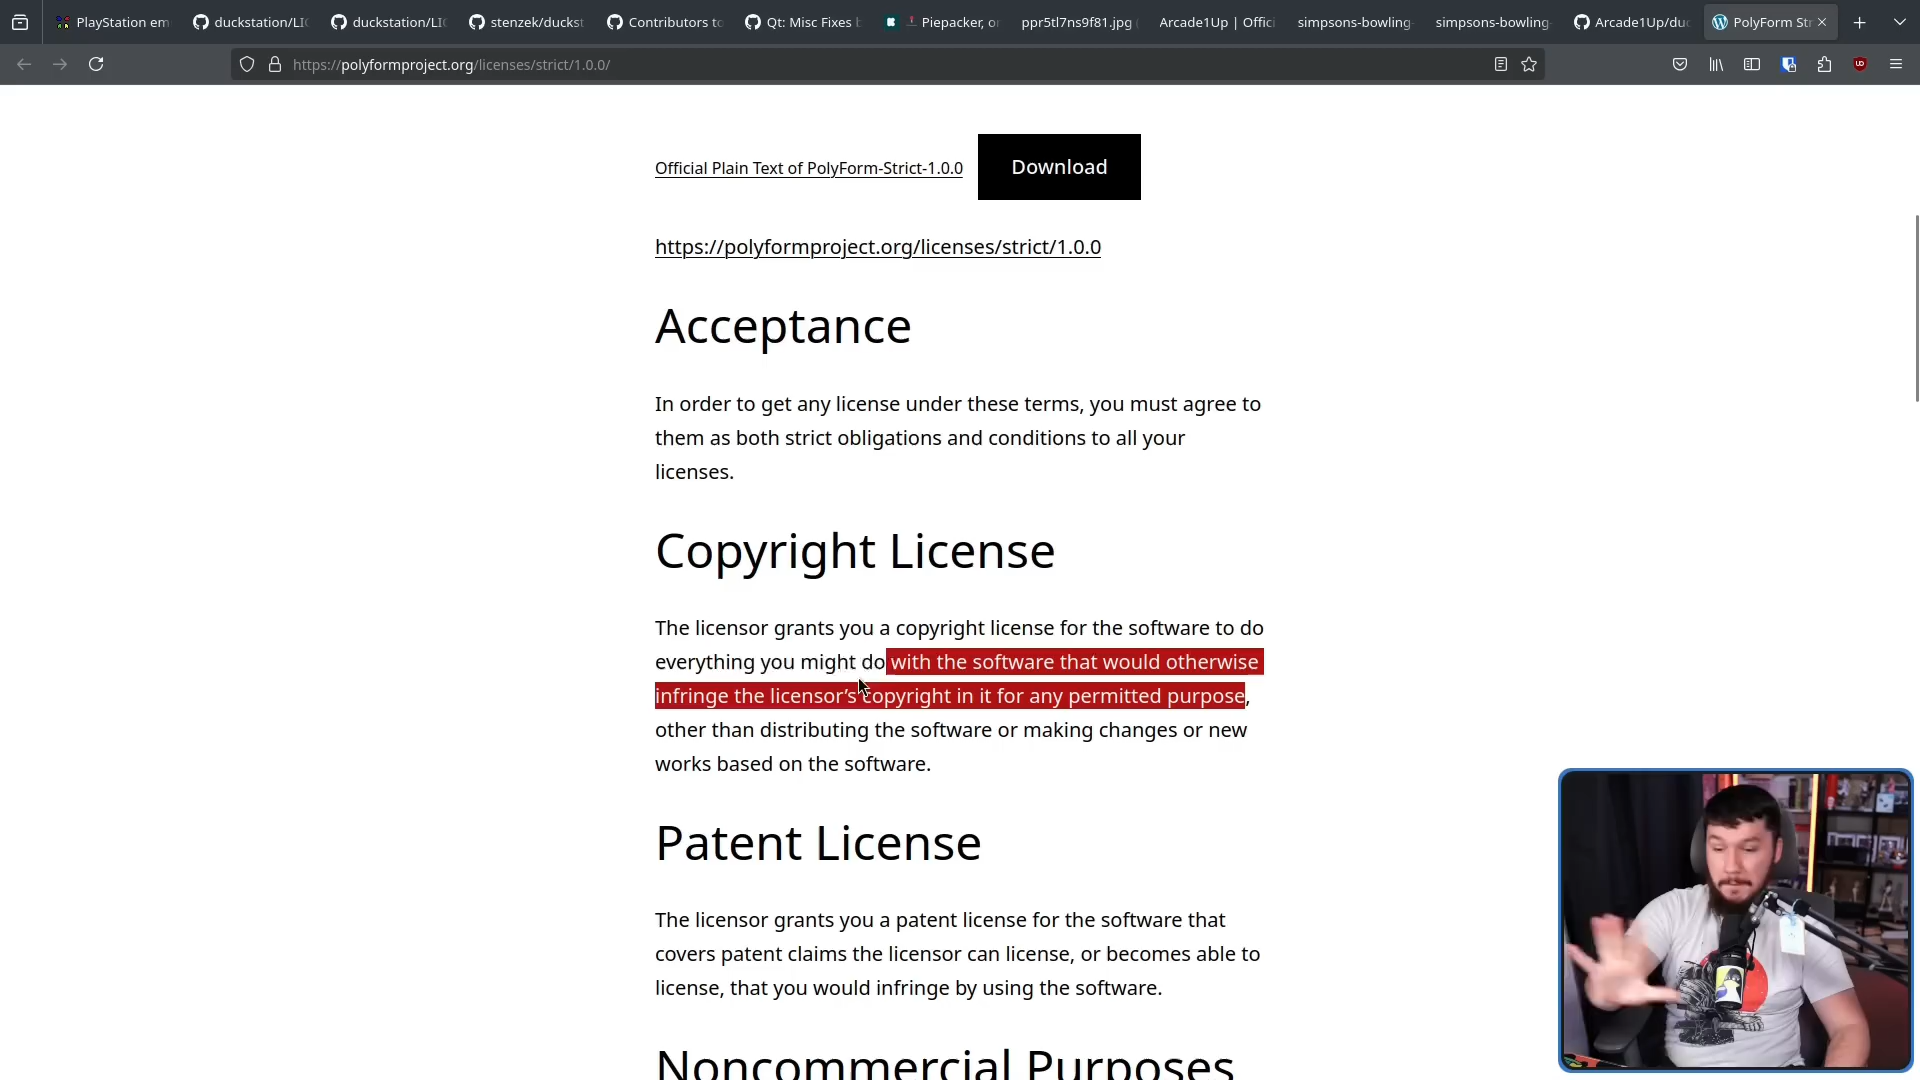 PlayStation em
duckstation/LIC
duckstation/LIC
stenzek/duckst
Contributors to
Qt: Misc Fixes b
Piepacker, or
ppr5tl7ns9f81.jpg (
Arcade1Up | Offici
simpsons-bowling-
simpsons-bowling-
Arcade1Up/duc
PolyForm Str
https://polyformproject.org/licenses/strict/1.0.0/
Official Plain Text of PolyForm-Strict-1.0.0
Download
https://polyformproject.org/licenses/strict/1.0.0
Acceptance
In order to get any license under these terms, you must agree to
them as both strict obligations and conditions to all your
licenses.
Copyright License
The licensor grants you a copyright license for the software to do
everything you might do with the software that would otherwise
infringe the licensor’s copyright in it for any permitted purpose,
other than distributing the software or making changes or new
works based on the software.
Patent License
The licensor grants you a patent license for the software that
covers patent claims the licensor can license, or becomes able to
license, that you would infringe by using the software.
Noncommercial Purposes